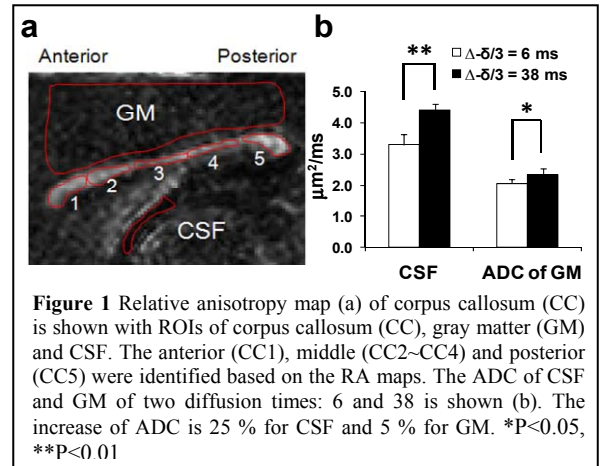 a
Anterior Posterior
GM
1 2 3 4 5
CSF
b
□ Δ-δ/3 = 6 ms
■ Δ-δ/3 = 38 ms
** 
*
μm²/ms
5.0
4.0
3.0
2.0
1.0
0.0
CSF ADC of GM
Figure 1 Relative anisotropy map (a) of corpus callosum (CC)
is shown with ROIs of corpus callosum (CC), gray matter (GM)
and CSF. The anterior (CC1), middle (CC2~CC4) and posterior
(CC5) were identified based on the RA maps. The ADC of CSF
and GM of two diffusion times: 6 and 38 is shown (b). The
increase of ADC is 25 % for CSF and 5 % for GM. *P<0.05,
**P<0.01